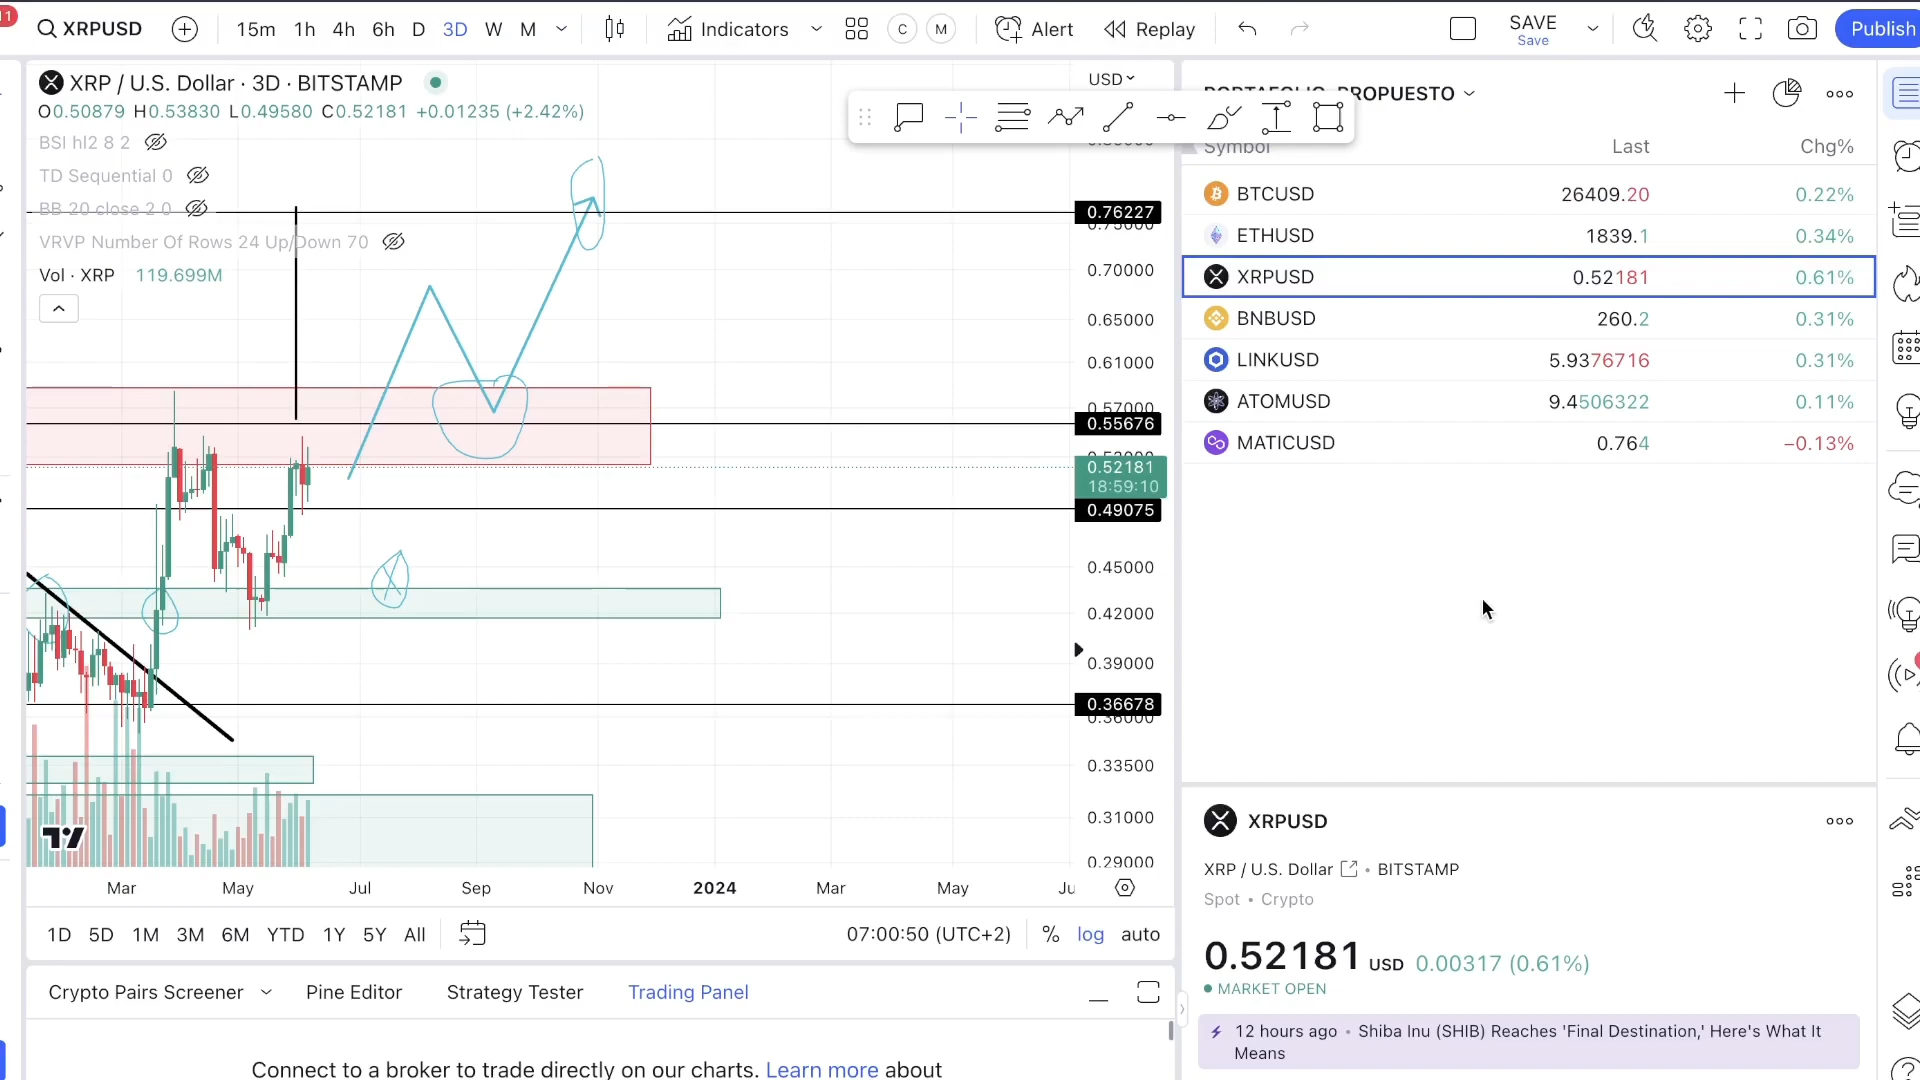 11
XRPUSD
15m 1h 4h 6h D 3D W M
Indicators
C M
Alert
Replay
SAVE
Save
Publish
XRP / U.S. Dollar · 3D · BITSTAMP
O0.50879 H0.53830 L0.49580 C0.52181 +0.01235 (+2.42%)
BSI hl2 8 2
TD Sequential 0
BB 20 close 2 0
VRVP Number Of Rows 24 Up/Down 70
Vol · XRP 119.699M
USD
0.76227
0.75000
0.70000
0.65000
0.61000
0.57000
0.55676
0.52181
18:59:10
0.49075
0.45000
0.42000
0.39000
0.36678
0.36000
0.33500
0.31000
0.29000
Mar May Jul Sep Nov 2024 Mar May Ju
1D 5D 1M 3M 6M YTD 1Y 5Y All
07:00:50 (UTC+2)
% log auto
Crypto Pairs Screener
Pine Editor
Strategy Tester
Trading Panel
Connect to a broker to trade directly on our charts. Learn more about
PORTAFOLIO PROPUESTO
Symbol Last Chg%
BTCUSD 26409.20 0.22%
ETHUSD 1839.1 0.34%
XRPUSD 0.52181 0.61%
BNBUSD 260.2 0.31%
LINKUSD 5.9376716 0.31%
ATOMUSD 9.4506322 0.11%
MATICUSD 0.764 −0.13%
XRPUSD
XRP / U.S. Dollar • BITSTAMP
Spot • Crypto
0.52181 USD 0.00317 (0.61%)
MARKET OPEN
12 hours ago • Shiba Inu (SHIB) Reaches 'Final Destination,' Here's What It
Means